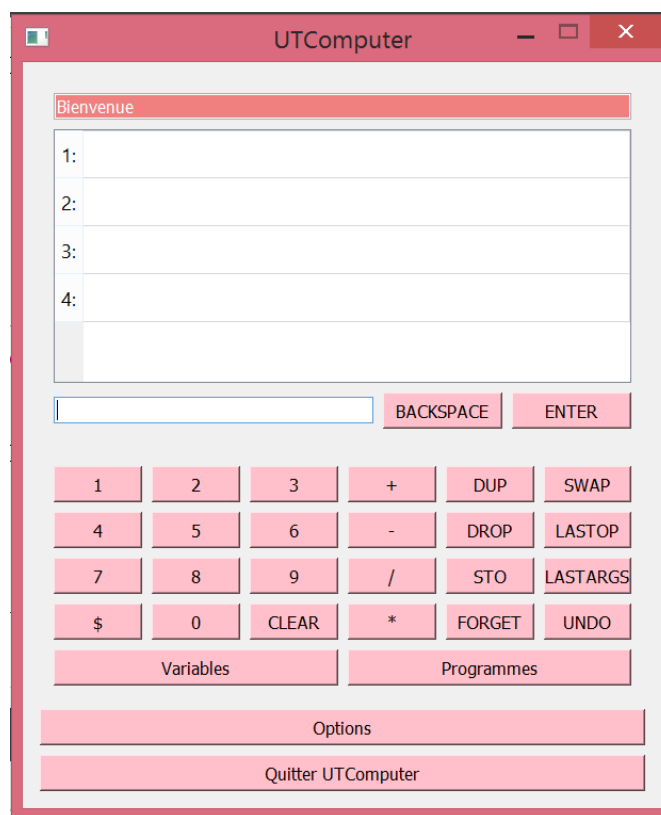 UTComputer
Bienvenue
1:
2:
3:
4:
BACKSPACE ENTER
1 2 3 + DUP SWAP
4 5 6 - DROP LASTOP
7 8 9 / STO LASTARGS
$ 0 CLEAR * FORGET UNDO
Variables Programmes
Options
Quitter UTComputer